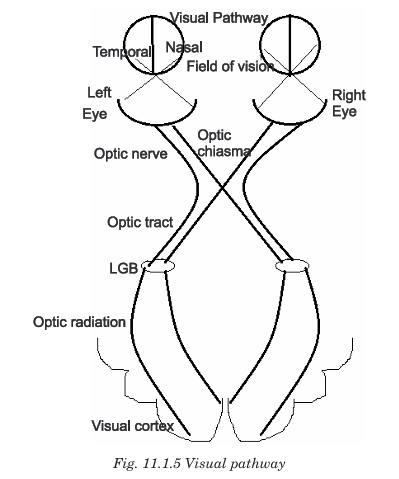 Visual Pathway
Temporal
Nasal
Field of vision
Left
Eye
Right
Eye
Optic
chiasma
Optic nerve
Optic tract
LGB
Optic radiation
Visual cortex
Fig. 11.1.5 Visual pathway